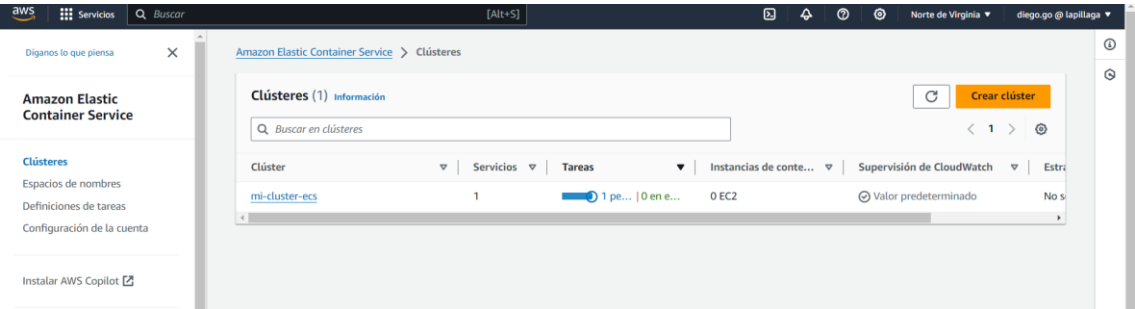 aws Servicios Buscar [Alt+S] Norte de Virginia ▼ diego.go @ lapillaga ▼
Díganos lo que piensa
Amazon Elastic Container Service > Clústeres
Amazon Elastic
Container Service
Clústeres
Espacios de nombres
Definiciones de tareas
Configuración de la cuenta
Instalar AWS Copilot
Clústeres (1) Información
Crear clúster
Buscar en clústeres
< 1 >
Clúster Servicios Tareas Instancias de conte... Supervisión de CloudWatch Estra
mi-cluster-ecs 1 1 pe... | 0 en e... 0 EC2 Valor predeterminado No s